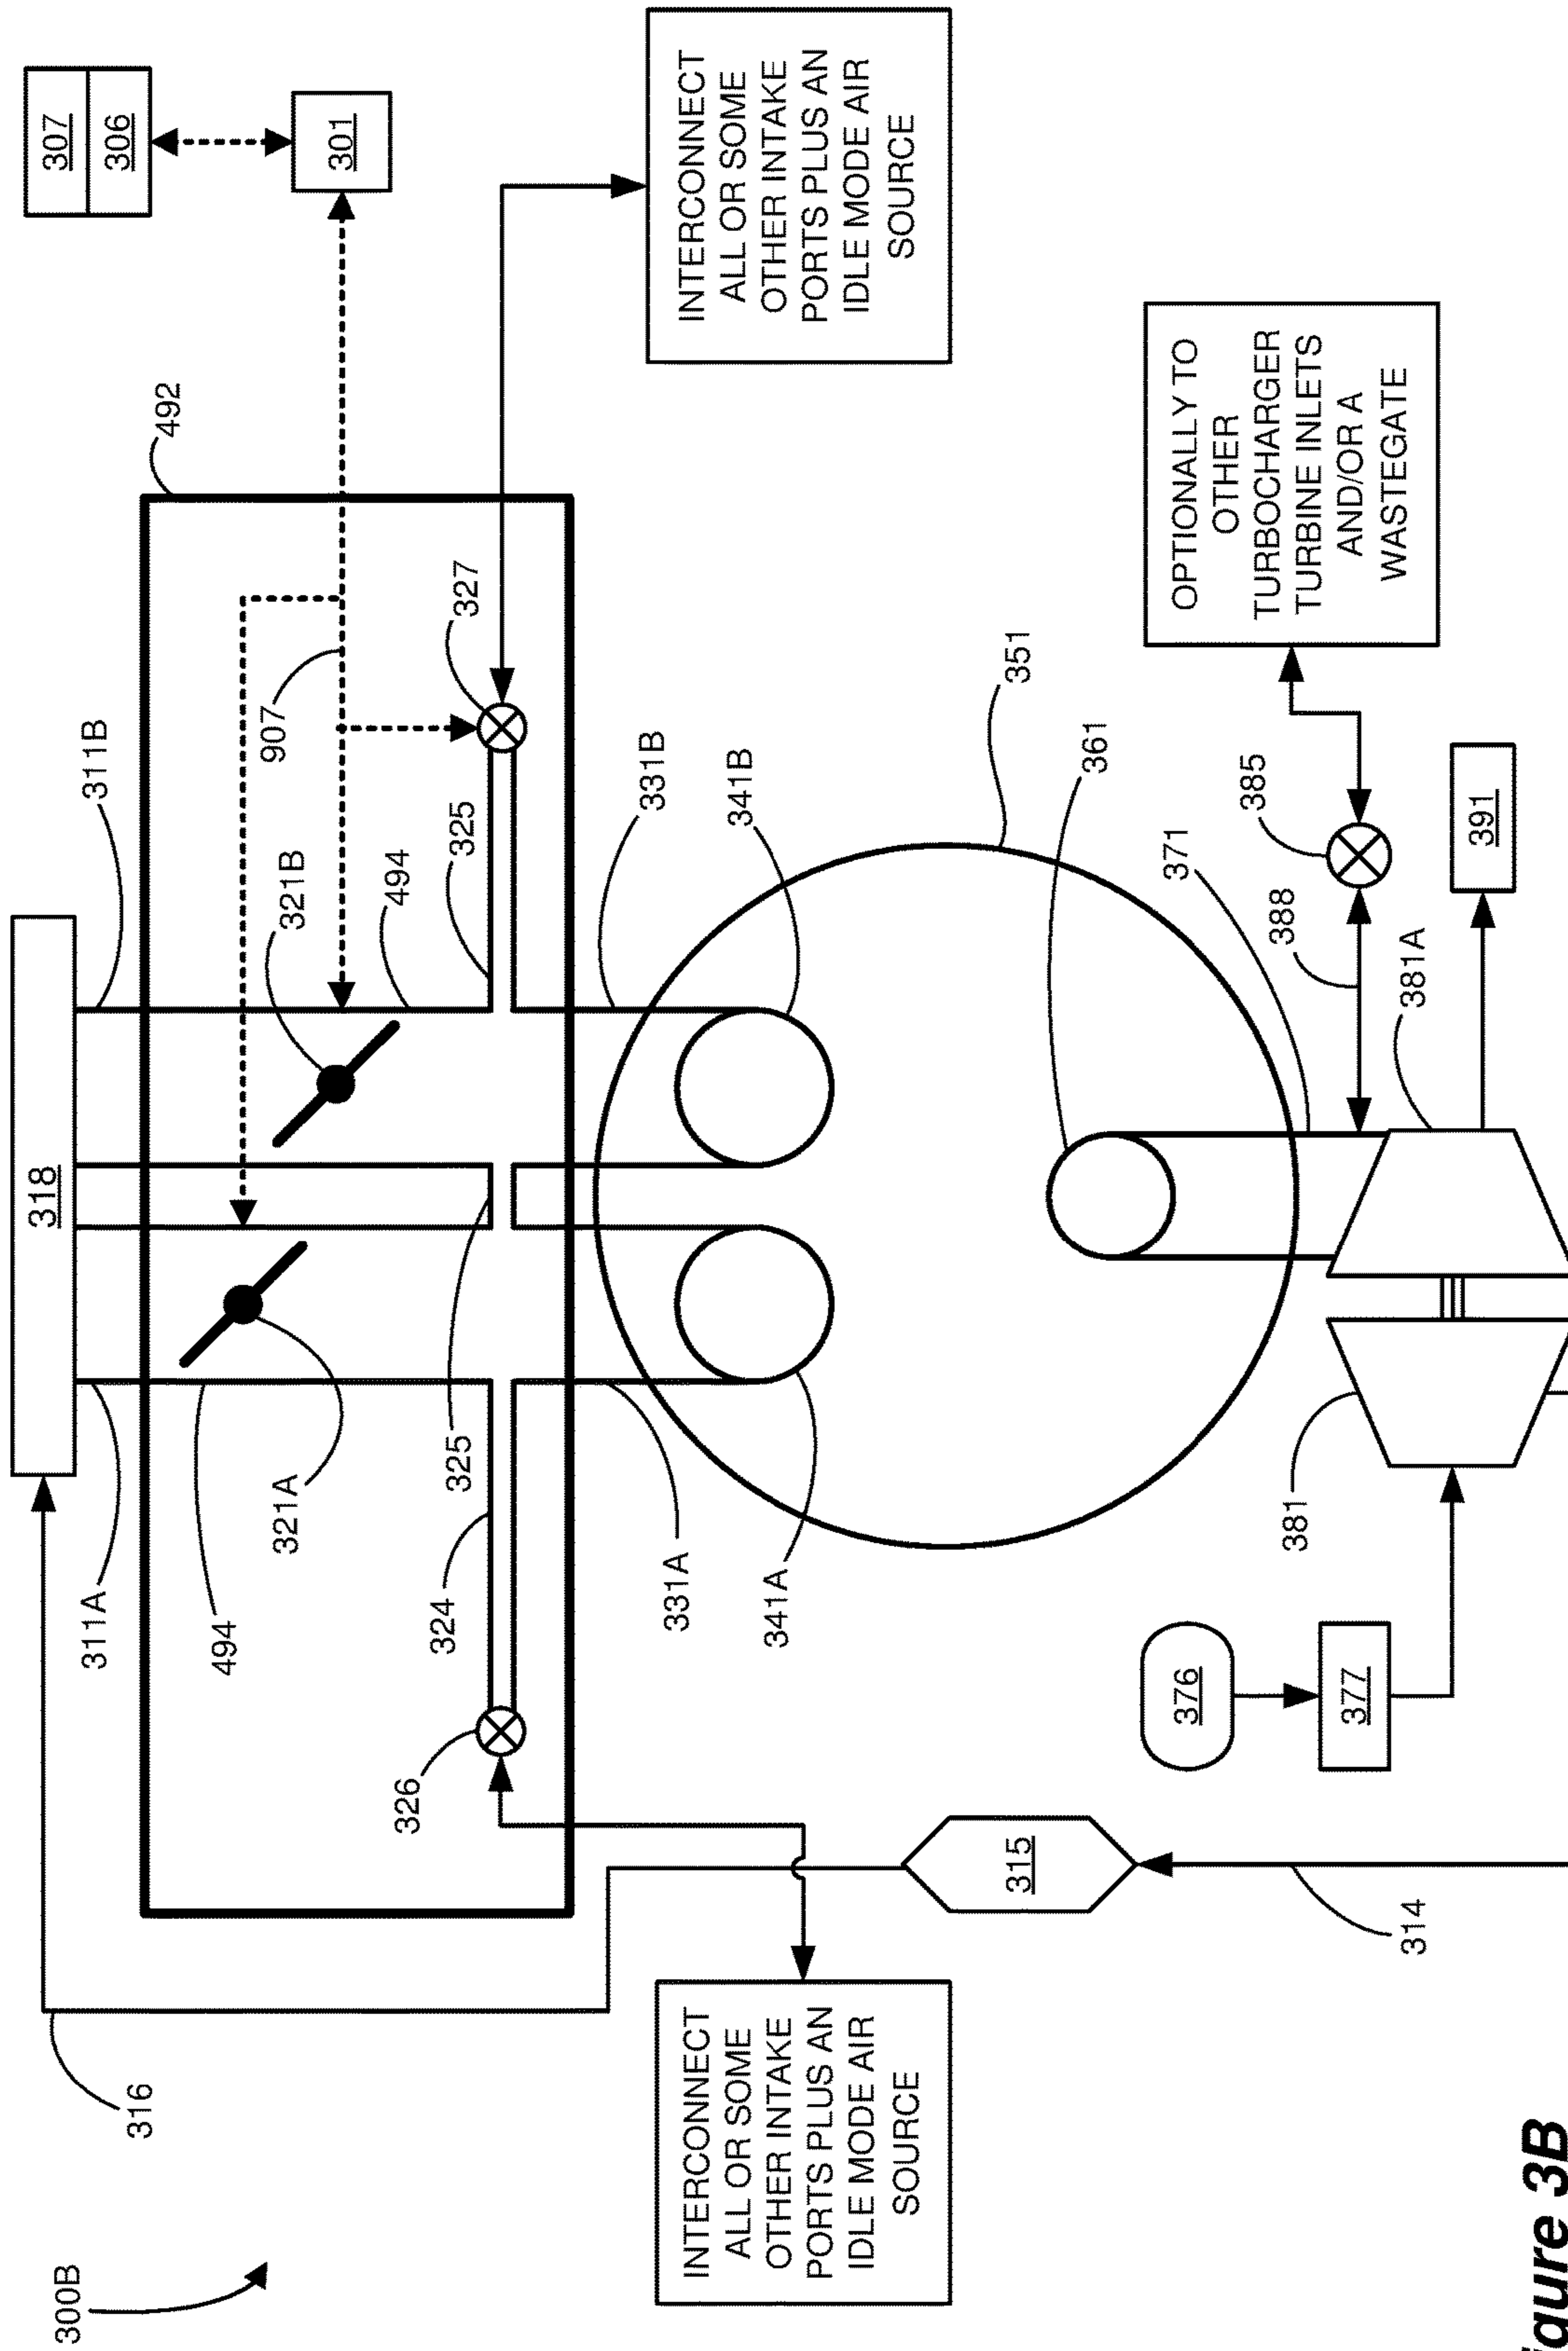 318
300B
307
311A
311B
306
316
492
494
907
321A
321B
301
494
326
324
325
325
327
331B
331A
INTERCONNECT
ALL OR SOME
OTHER INTAKE
PORTS PLUS AN
IDLE MODE AIR
SOURCE
INTERCONNECT
ALL OR SOME
OTHER INTAKE
PORTS PLUS AN
IDLE MODE AIR
SOURCE
341B
341A
315
351
361
371
376
OPTIONALLY TO
OTHER
TURBOCHARGER
TURBINE INLETS
AND/OR A
WASTEGATE
385
388
381
377
381A
314
391
igure 3B